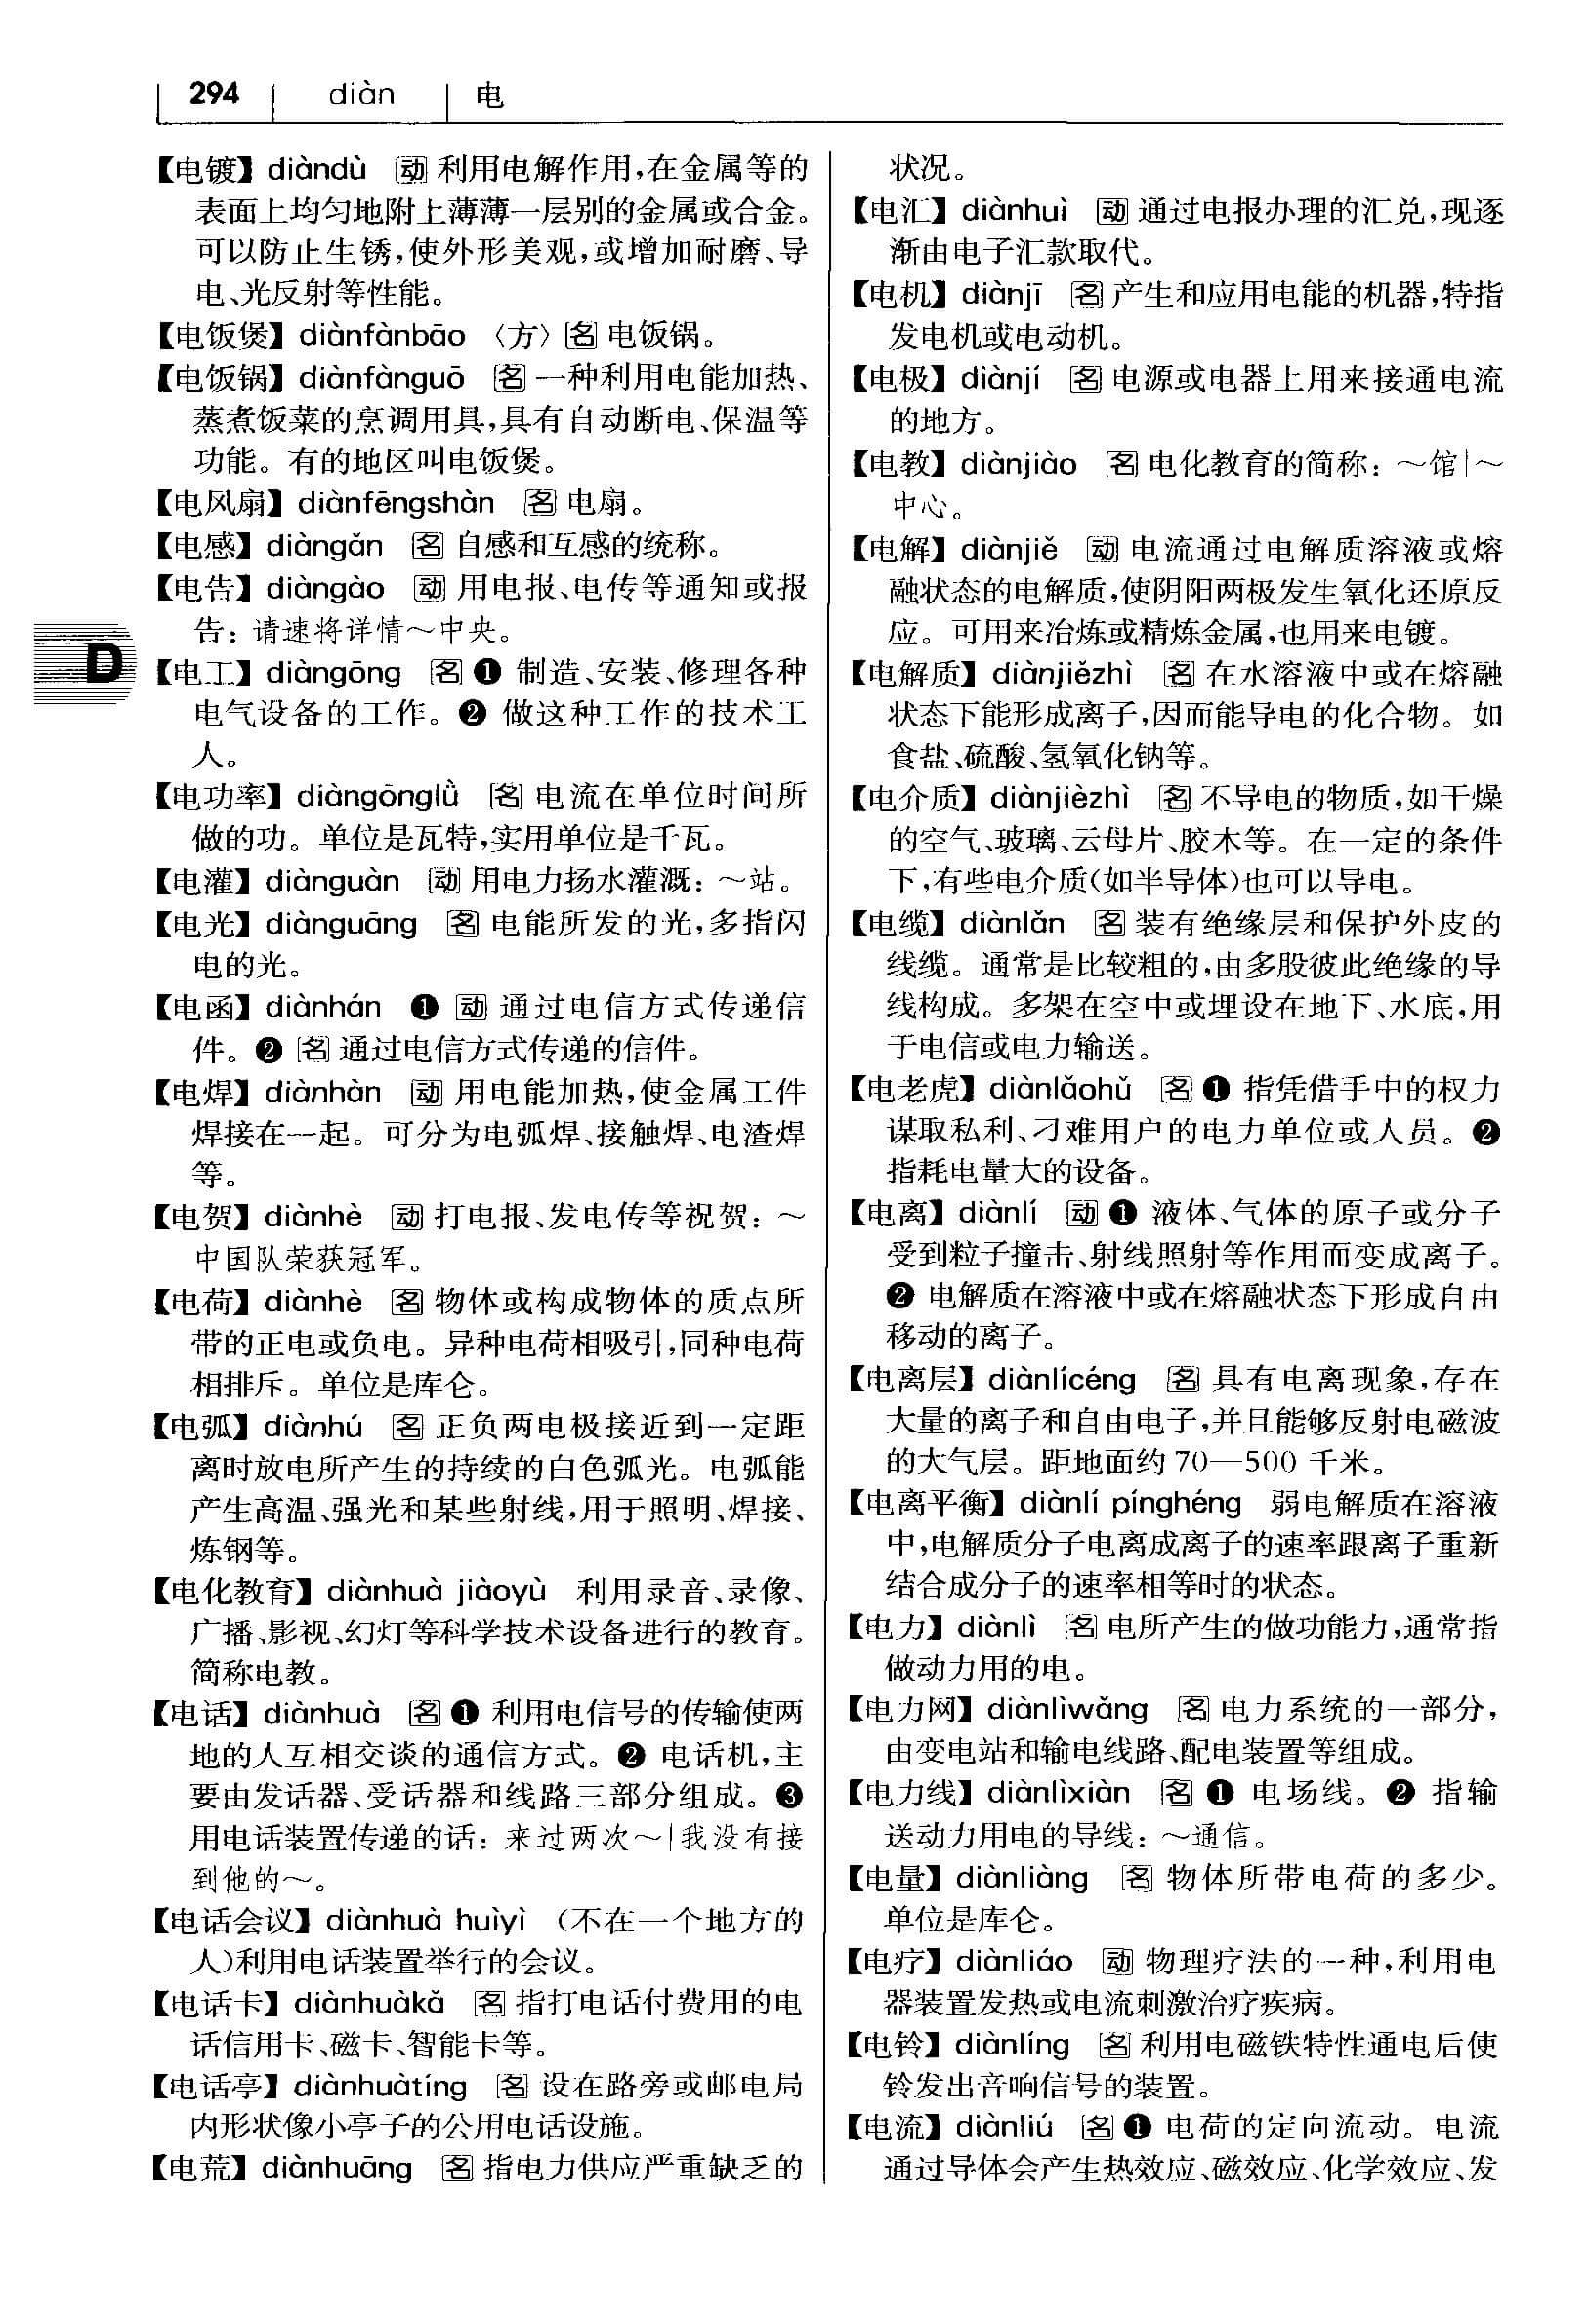 294 diàn 电
【电镀】diàndù 动 利用电解作用,在金属等的
表面上均匀地附上薄薄一层别的金属或合金。
可以防止生锈,使外形美观,或增加耐磨、导
电、光反射等性能。
【电饭煲】diànfànbāo 〈方〉名 电饭锅。
【电饭锅】diànfànguō 名 一种利用电能加热、
蒸煮饭菜的烹调用具,具有自动断电、保温等
功能。有的地区叫电饭煲。
【电风扇】diànfēngshàn 名 电扇。
【电感】diàngǎn 名 自感和互感的统称。
【电告】diàngào 动 用电报、电传等通知或报
告：请速将详情～中央。
D
【电工】diàngōng 名 ❶ 制造、安装、修理各种
电气设备的工作。❷ 做这种工作的技术工
人。
【电功率】diàngōnglǜ 名 电流在单位时间所
做的功。单位是瓦特,实用单位是千瓦。
【电灌】diànguàn 动 用电力扬水灌溉：～站。
【电光】diànguāng 名 电能所发的光,多指闪
电的光。
【电函】diànhán ❶ 动 通过电信方式传递信
件。❷ 名 通过电信方式传递的信件。
【电焊】diànhàn 动 用电能加热,使金属工件
焊接在一起。可分为电弧焊、接触焊、电渣焊
等。
【电贺】diànhè 动 打电报、发电传等祝贺：～
中国队荣获冠军。
【电荷】diànhè 名 物体或构成物体的质点所
带的正电或负电。异种电荷相吸引,同种电荷
相排斥。单位是库仑。
【电弧】diànhú 名 正负两电极接近到一定距
离时放电所产生的持续的白色弧光。电弧能
产生高温、强光和某些射线,用于照明、焊接、
炼钢等。
【电化教育】diànhuà jiàoyù 利用录音、录像、
广播、影视、幻灯等科学技术设备进行的教育。
简称电教。
【电话】diànhuà 名 ❶ 利用电信号的传输使两
地的人互相交谈的通信方式。❷ 电话机,主
要由发话器、受话器和线路三部分组成。❸
用电话装置传递的话：来过两次～|我没有接
到他的～。
【电话会议】diànhuà huìyì （不在一个地方的
人)利用电话装置举行的会议。
【电话卡】diànhuàkǎ 名 指打电话付费用的电
话信用卡、磁卡、智能卡等。
【电话亭】diànhuàtíng 名 设在路旁或邮电局
内形状像小亭子的公用电话设施。
【电荒】diànhuāng 名 指电力供应严重缺乏的
状况。
【电汇】diànhuì 动 通过电报办理的汇兑,现逐
渐由电子汇款取代。
【电机】diànjī 名 产生和应用电能的机器,特指
发电机或电动机。
【电极】diànjí 名 电源或电器上用来接通电流
的地方。
【电教】diànjiào 名 电化教育的简称：～馆|～
中心。
【电解】diànjiě 动 电流通过电解质溶液或熔
融状态的电解质,使阴阳两极发生氧化还原反
应。可用来冶炼或精炼金属,也用来电镀。
【电解质】diànjiězhì 名 在水溶液中或在熔融
状态下能形成离子,因而能导电的化合物。如
食盐、硫酸、氢氧化钠等。
【电介质】diànjièzhì 名 不导电的物质,如干燥
的空气、玻璃、云母片、胶木等。在一定的条件
下,有些电介质(如半导体)也可以导电。
【电缆】diànlǎn 名 装有绝缘层和保护外皮的
线缆。通常是比较粗的,由多股彼此绝缘的导
线构成。多架在空中或埋设在地下、水底,用
于电信或电力输送。
【电老虎】diànlǎohǔ 名 ❶ 指凭借手中的权力
谋取私利、刁难用户的电力单位或人员。❷
指耗电量大的设备。
【电离】diànlí 动 ❶ 液体、气体的原子或分子
受到粒子撞击、射线照射等作用而变成离子。
❷ 电解质在溶液中或在熔融状态下形成自由
移动的离子。
【电离层】diànlícéng 名 具有电离现象,存在
大量的离子和自由电子,并且能够反射电磁波
的大气层。距地面约 70—500 千米。
【电离平衡】diànlí pínghéng 弱电解质在溶液
中,电解质分子电离成离子的速率跟离子重新
结合成分子的速率相等时的状态。
【电力】diànlì 名 电所产生的做功能力,通常指
做动力用的电。
【电力网】diànlìwǎng 名 电力系统的一部分,
由变电站和输电线路、配电装置等组成。
【电力线】diànlìxiàn 名 ❶ 电场线。❷ 指输
送动力用电的导线：～通信。
【电量】diànliàng 名 物体所带电荷的多少。
单位是库仑。
【电疗】diànliáo 动 物理疗法的一种,利用电
器装置发热或电流刺激治疗疾病。
【电铃】diànlíng 名 利用电磁铁特性通电后使
铃发出音响信号的装置。
【电流】diànliú 名 ❶ 电荷的定向流动。电流
通过导体会产生热效应、磁效应、化学效应、发